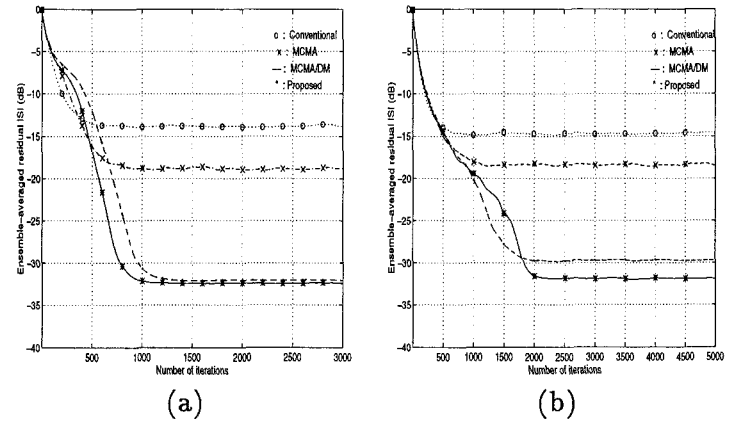 Ensemble-averaged residual ISI (dB)
0
-5
-10
-15
-20
-25
-30
-35
-40
500
1000
1500
2000
2500
3000
Number of iterations
o : Conventional
x : MCMA
— : MCMA/DM
* : Proposed
(a)
Ensemble-averaged residual ISI (dB)
0
-5
-10
-15
-20
-25
-30
-35
-40
500
1000
1500
2000
2500
3000
3500
4000
4500
5000
Number of iterations
o : Conventional
x : MCMA
— : MCMA/DM
* : Proposed
(b)